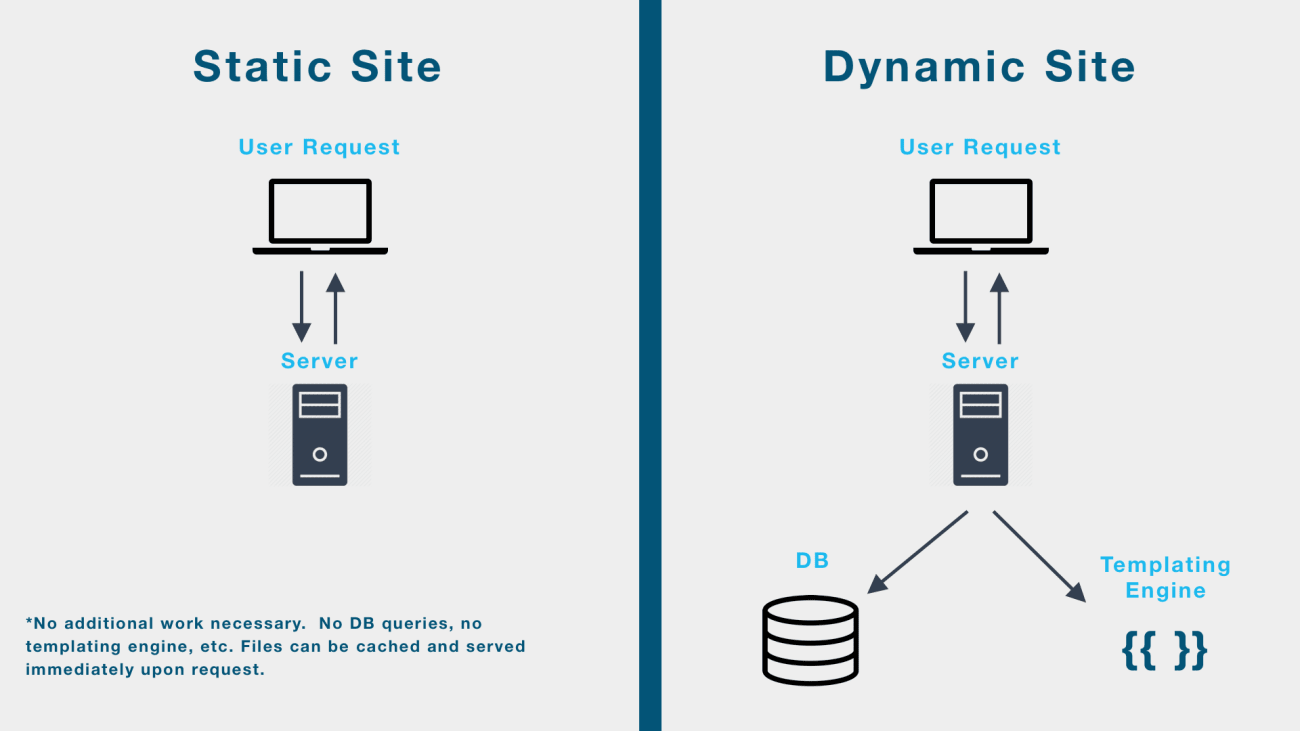 Static Site
User Request
Server
*No additional work necessary.  No DB queries, no
templating engine, etc. Files can be cached and served
immediately upon request.
Dynamic Site
User Request
Server
DB
Templating
Engine
{{ }}